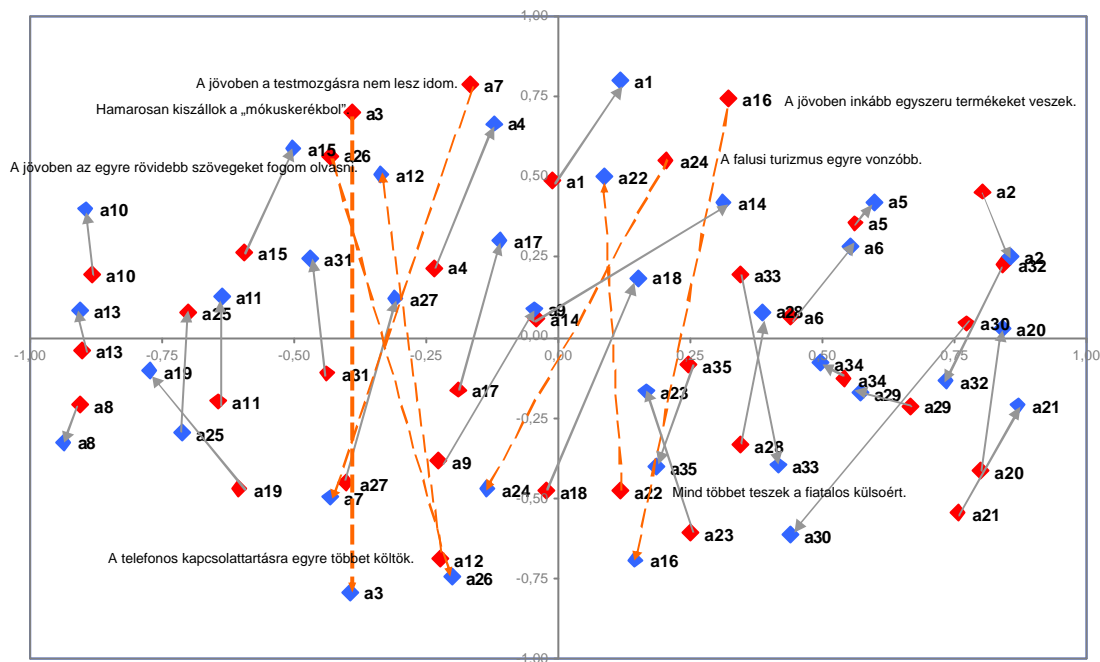 1,00
A jövoben a testmozgásra nem lesz idom. a7
a1
0,75
a16 A jövoben inkább egyszeru termékeket veszek.
Hamarosan kiszállok a „mókuskerékbol”. a3
a4
a15
a26
A jövoben az egyre rövidebb szövegeket fogom olvasni.
a12
a24 A falusi turizmus egyre vonzóbb.
0,50
a1
a22
a2
a10
a14
a5
a5
a15
a17
a6
a31
0,25
a2
a32
a10
a4
a18
a33
a11
a27
a13
a25
a9
a14
a28
a6
a30
a20
0,00
-1,00
-0,75
-0,50
-0,25
0,00
0,25
0,50
0,75
1,00
a13
a19
a31
a35
a34
a34
a32
a17
a23
a29
a29
a8
a11
a21
-0,25
a8
a25
a28
a9
a35
a33
a20
a19
a27
a7
a24
a18
a22
Mind többet teszek a fiatalos külsoért.
-0,50
a21
a23
a30
A telefonos kapcsolattartásra egyre többet költök. a12
a16
a26
-0,75
a3
-1,00